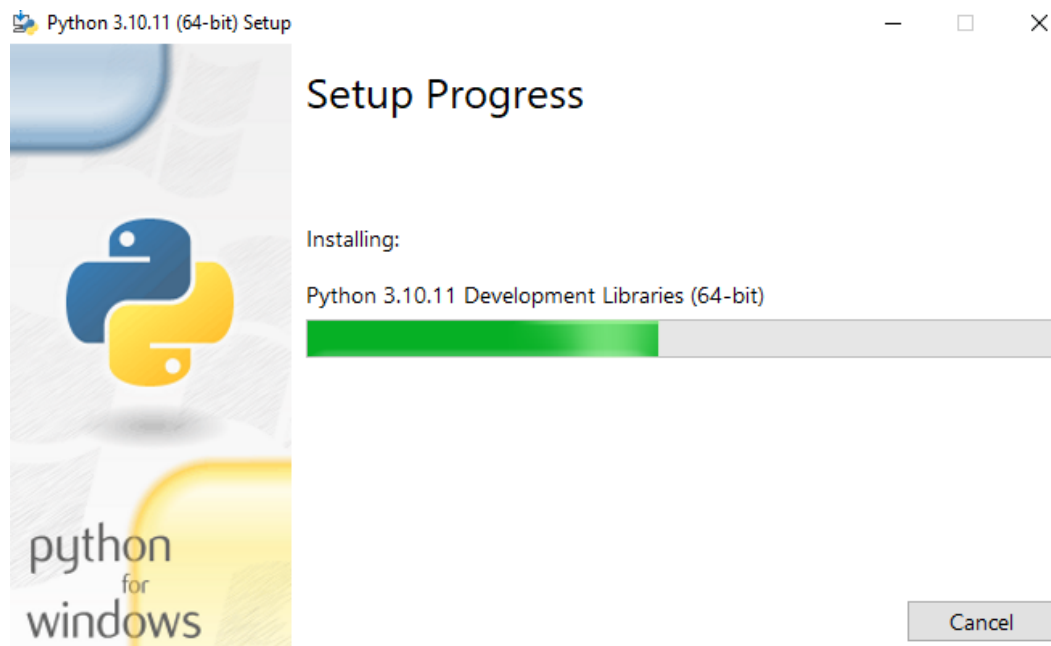 Python 3.10.11 (64-bit) Setup
Setup Progress
Installing:
Python 3.10.11 Development Libraries (64-bit)
python
for
windows
Cancel